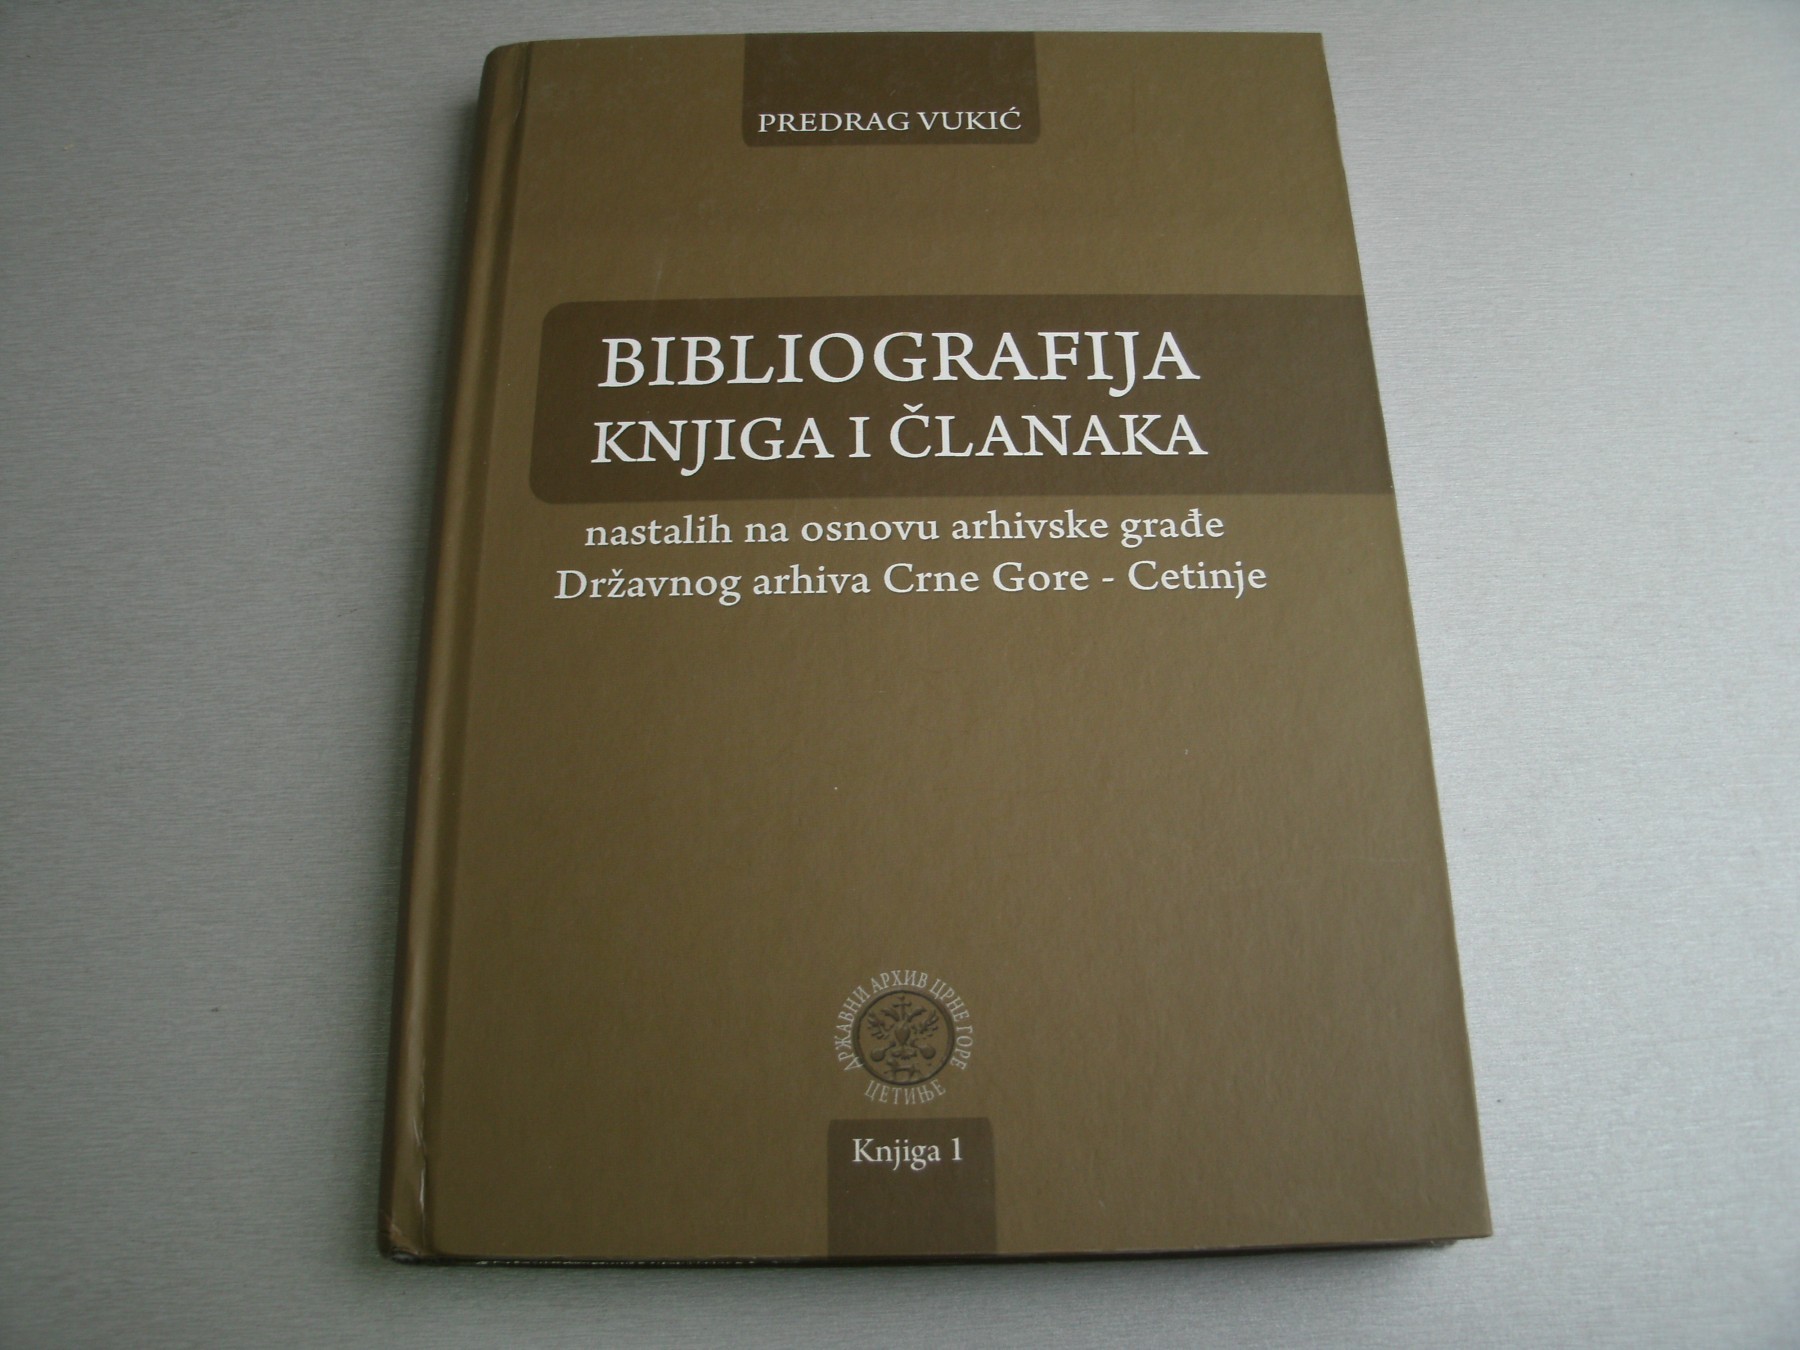 PREDRAG VUKIĆ
BIBLIOGRAFIJA
KNJIGA I ČLANAKA
nastalih na osnovu arhivske građe
Državnog arhiva Crne Gore - Cetinje
ДРЖАВНИ АРХИВ ЦРНЕ ГОРЕ
ЦЕТИЊЕ
Knjiga 1